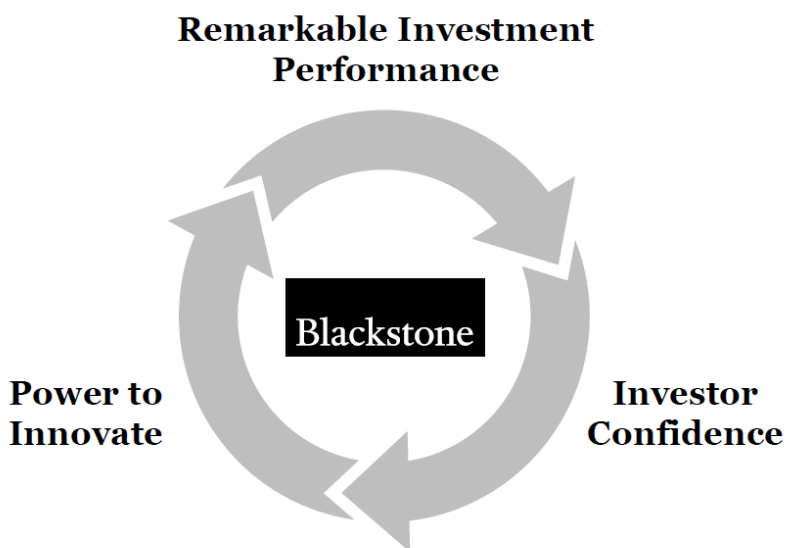 Remarkable Investment
Performance
Blackstone
Power to
Innovate
Investor
Confidence